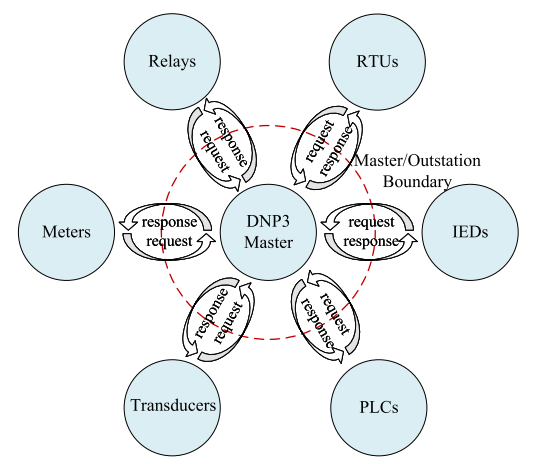 Relays
RTUs
response
request
request
response
Master/Outstation
Boundary
Meters
response
request
DNP3
Master
request
response
IEDs
response
request
request
response
Transducers
PLCs